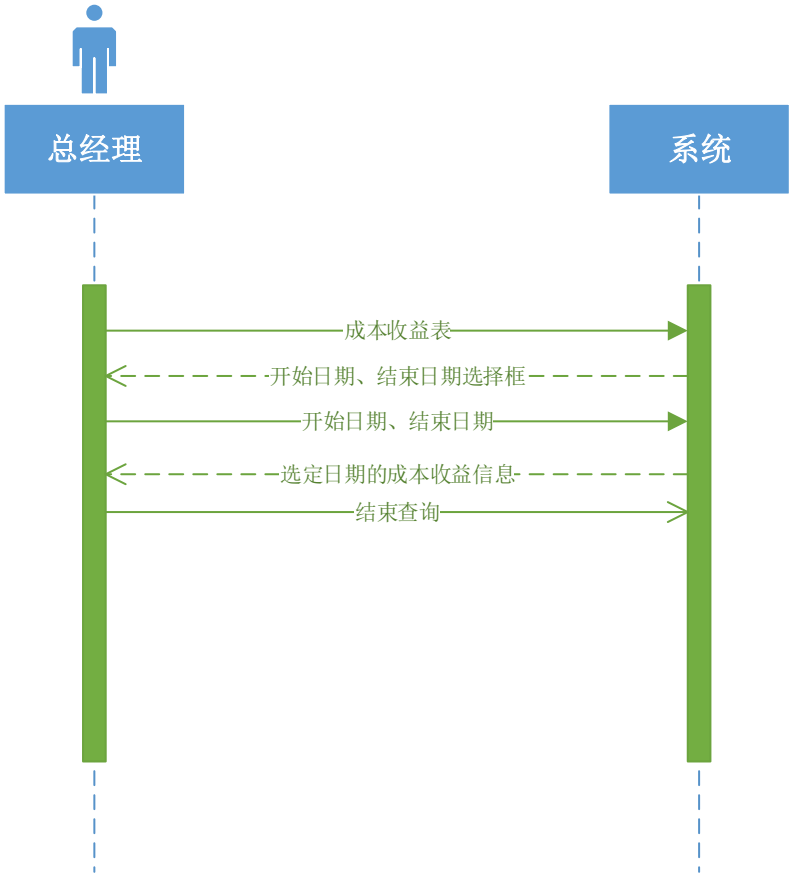 总经理
系统
成本收益表
开始日期、结束日期选择框
开始日期、结束日期
选定日期的成本收益信息
结束查询